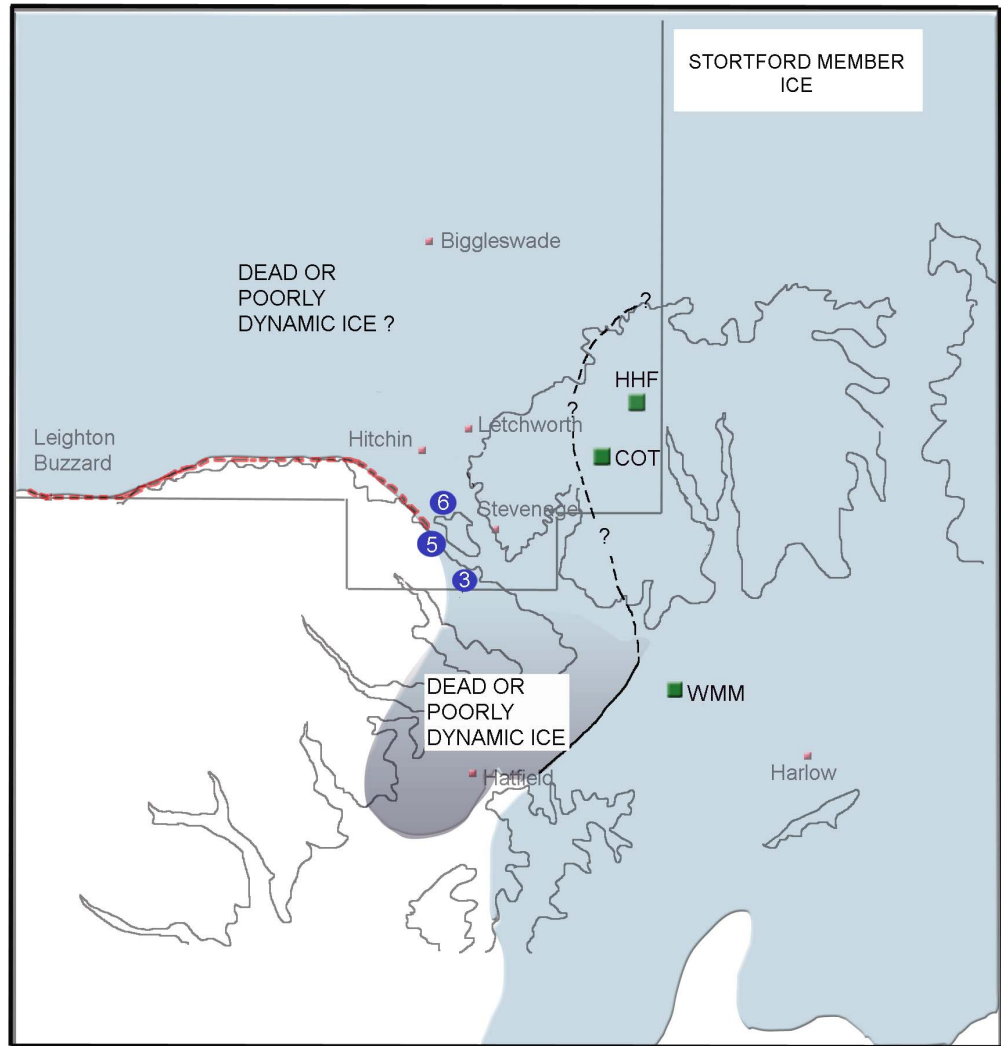 STORTFORD MEMBER
ICE
Biggleswade
DEAD OR
POORLY
DYNAMIC ICE ?
?
HHF
?
Letchworth
Leighton
Buzzard
Hitchin
COT
6
Stevenage
?
5
3
DEAD OR
POORLY
DYNAMIC ICE
WMM
Hatfield
Harlow